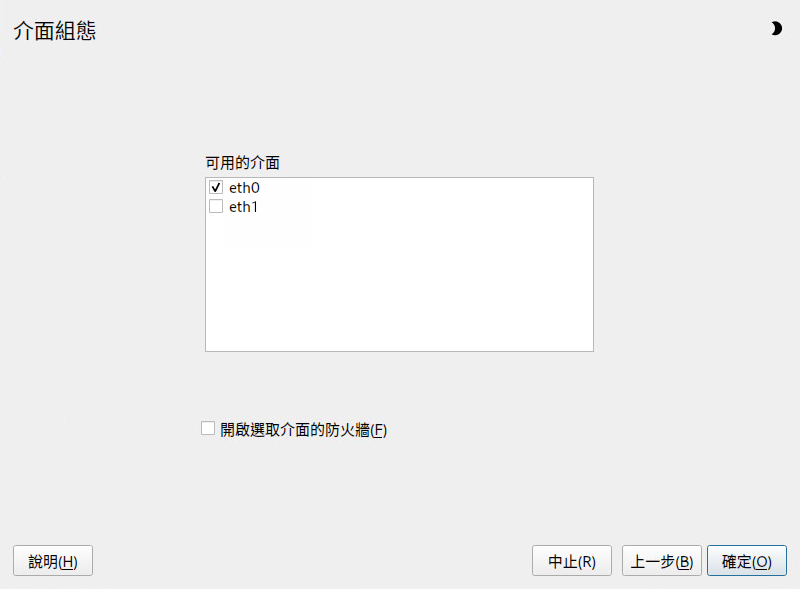 介面組態
可用的介面
eth0
eth1
開啟選取介面的防火牆(F)
說明(H)
中止(R)
上一步(B)
確定(O)